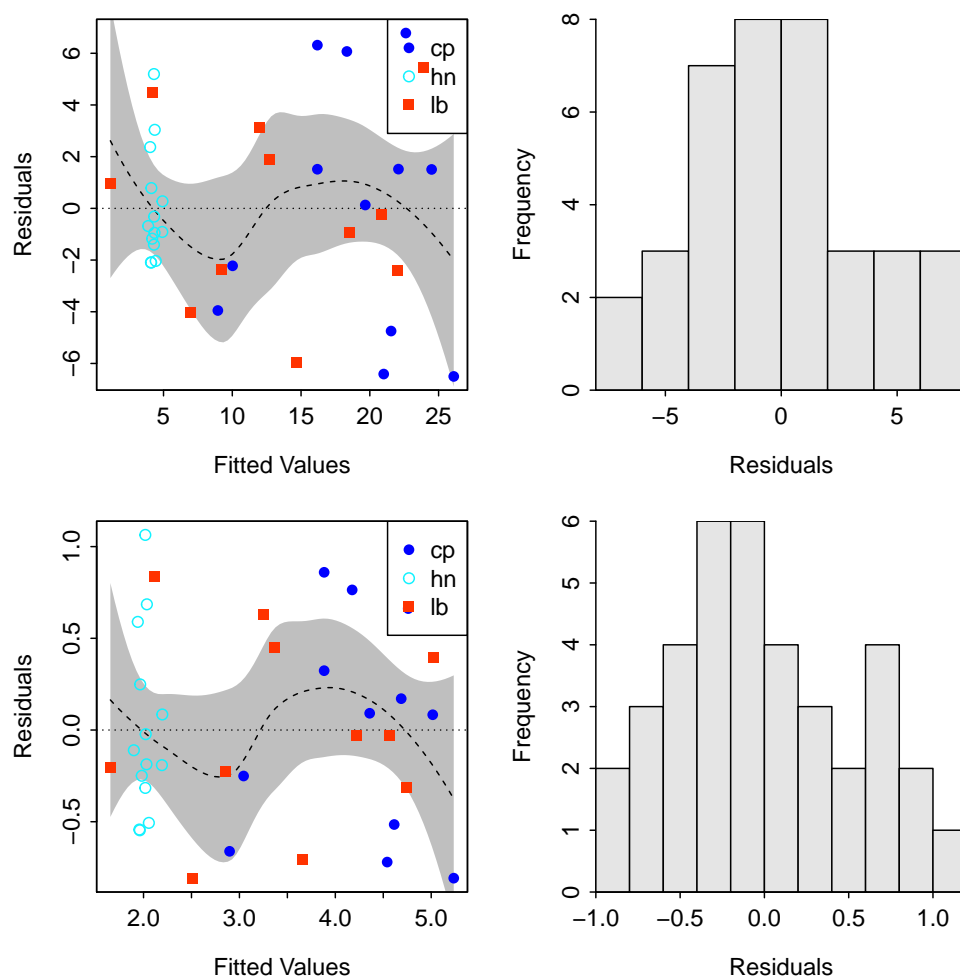 cp
hn
lb
6
4
2
0
−2
−4
−6
Residuals
5 10 15 20 25
Fitted Values
8
6
4
2
0
Frequency
−5 0 5
Residuals
cp
hn
lb
1.0
0.5
0.0
−0.5
Residuals
2.0 3.0 4.0 5.0
Fitted Values
6
5
4
3
2
1
0
Frequency
−1.0 −0.5 0.0 0.5 1.0
Residuals